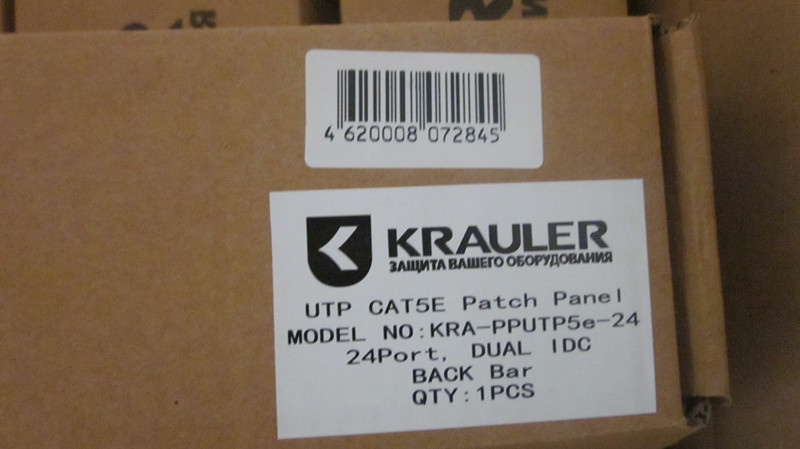 4 620008 072845
KRAULER
ЗАЩИТА ВАШЕГО ОБОРУДОВАНИЯ
UTP CAT5E Patch Panel
MODEL NO:KRA-PPUTP5e-24
24Port, DUAL IDC
BACK Bar
QTY:1PCS